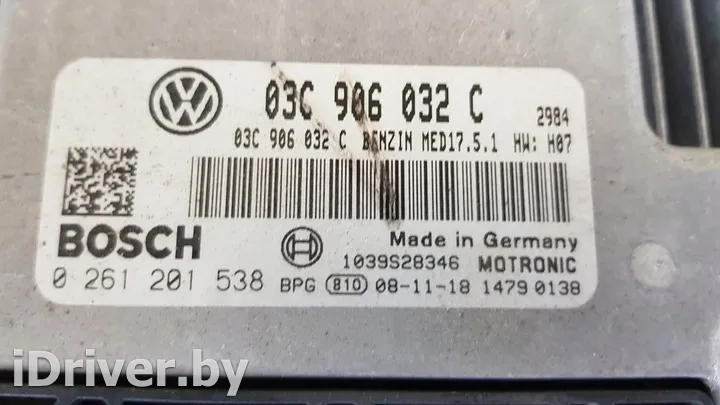 03C 906 032 C 2984
03C 906 032 C BENZIN MED17.5.1 HW: H07
BOSCH Made in Germany
1039S28346 MOTRONIC
0 261 201 538 BPG 810 08-11-18 1479 0138
iDriver.by